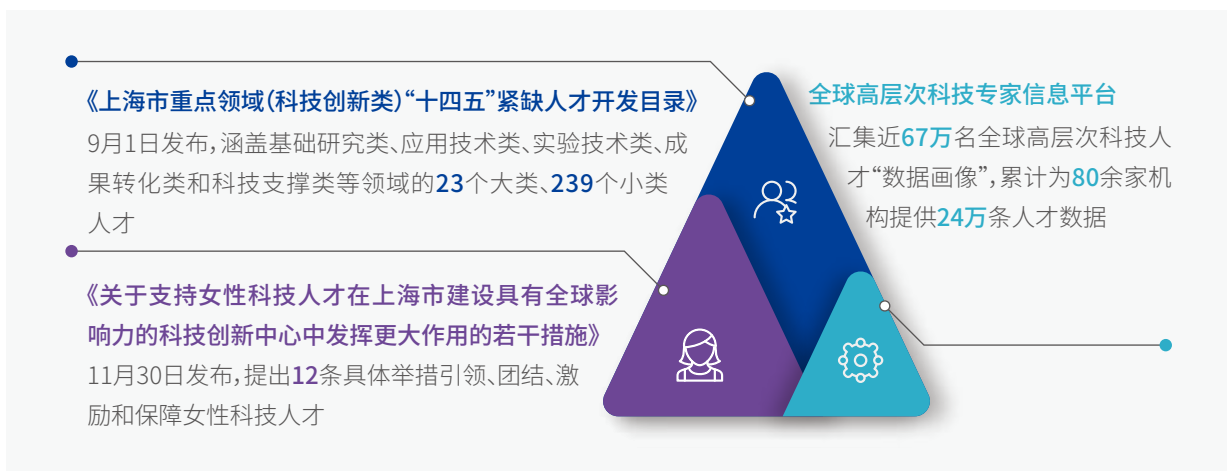 《上海市重点领域(科技创新类)“十四五”紧缺人才开发目录》
9月1日发布,涵盖基础研究类、应用技术类、实验技术类、成
果转化类和科技支撑类等领域的23个大类、239个小类
人才
《关于支持女性科技人才在上海市建设具有全球影
响力的科技创新中心中发挥更大作用的若干措施》
11月30日发布,提出12条具体举措引领、团结、激
励和保障女性科技人才
全球高层次科技专家信息平台
汇集近67万名全球高层次科技人
才“数据画像”,累计为80余家机
构提供24万条人才数据